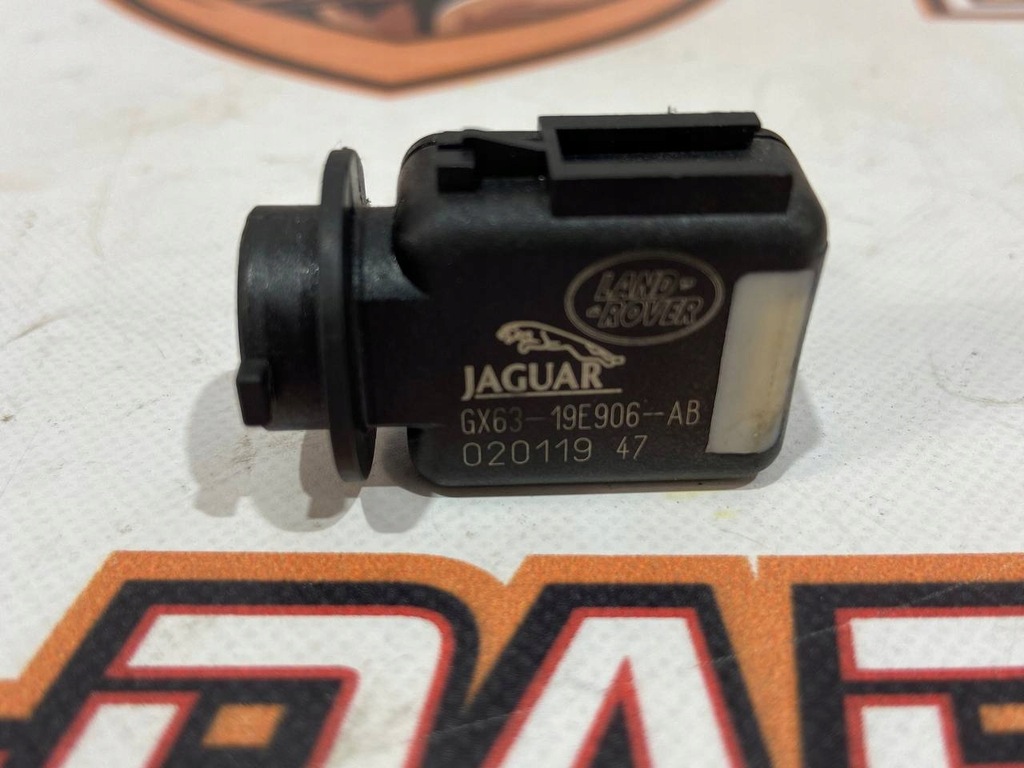 LAND-
-ROVER
JAGUAR
GX63-19E906--AB
020119 47